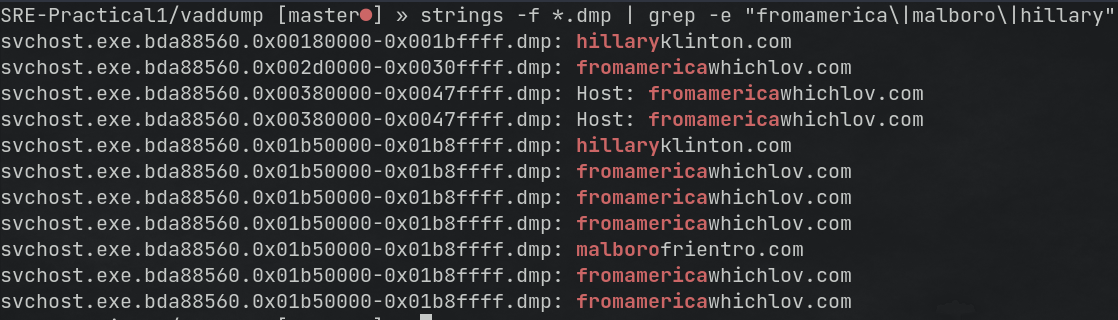 SRE-Practical1/vaddump [master●] » strings -f *.dmp | grep -e "fromamerica\|malboro\|hillary"
svchost.exe.bda88560.0x00180000-0x001bffff.dmp: hillaryklinton.com
svchost.exe.bda88560.0x002d0000-0x0030ffff.dmp: fromamericawhichlov.com
svchost.exe.bda88560.0x00380000-0x0047ffff.dmp: Host: fromamericawhichlov.com
svchost.exe.bda88560.0x00380000-0x0047ffff.dmp: Host: fromamericawhichlov.com
svchost.exe.bda88560.0x01b50000-0x01b8ffff.dmp: hillaryklinton.com
svchost.exe.bda88560.0x01b50000-0x01b8ffff.dmp: fromamericawhichlov.com
svchost.exe.bda88560.0x01b50000-0x01b8ffff.dmp: fromamericawhichlov.com
svchost.exe.bda88560.0x01b50000-0x01b8ffff.dmp: fromamericawhichlov.com
svchost.exe.bda88560.0x01b50000-0x01b8ffff.dmp: malborofrientro.com
svchost.exe.bda88560.0x01b50000-0x01b8ffff.dmp: fromamericawhichlov.com
svchost.exe.bda88560.0x01b50000-0x01b8ffff.dmp: fromamericawhichlov.com